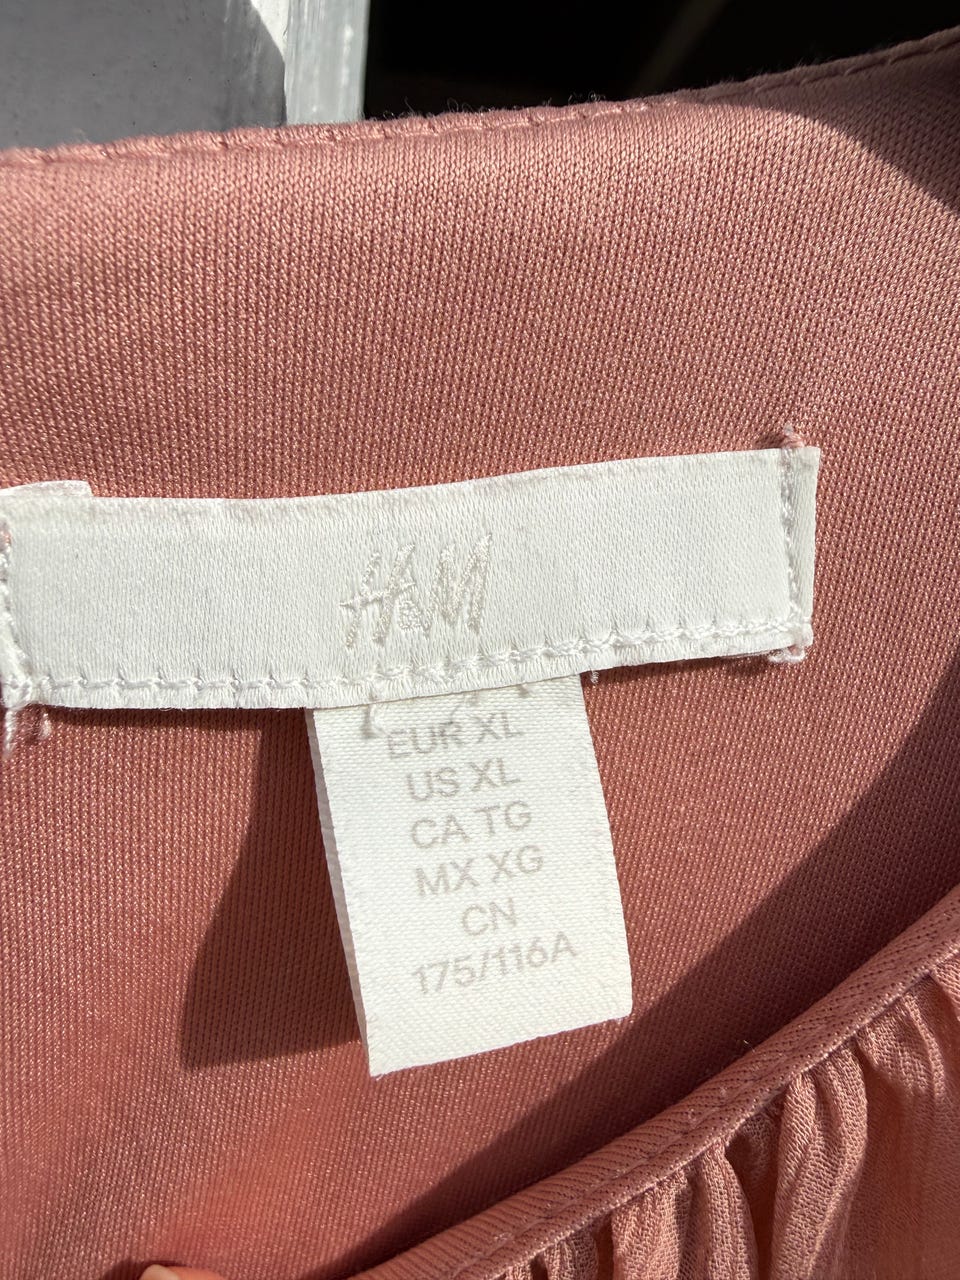 H&M
EUR XL
US XL
CA TG
MX XG
CN
175/116A